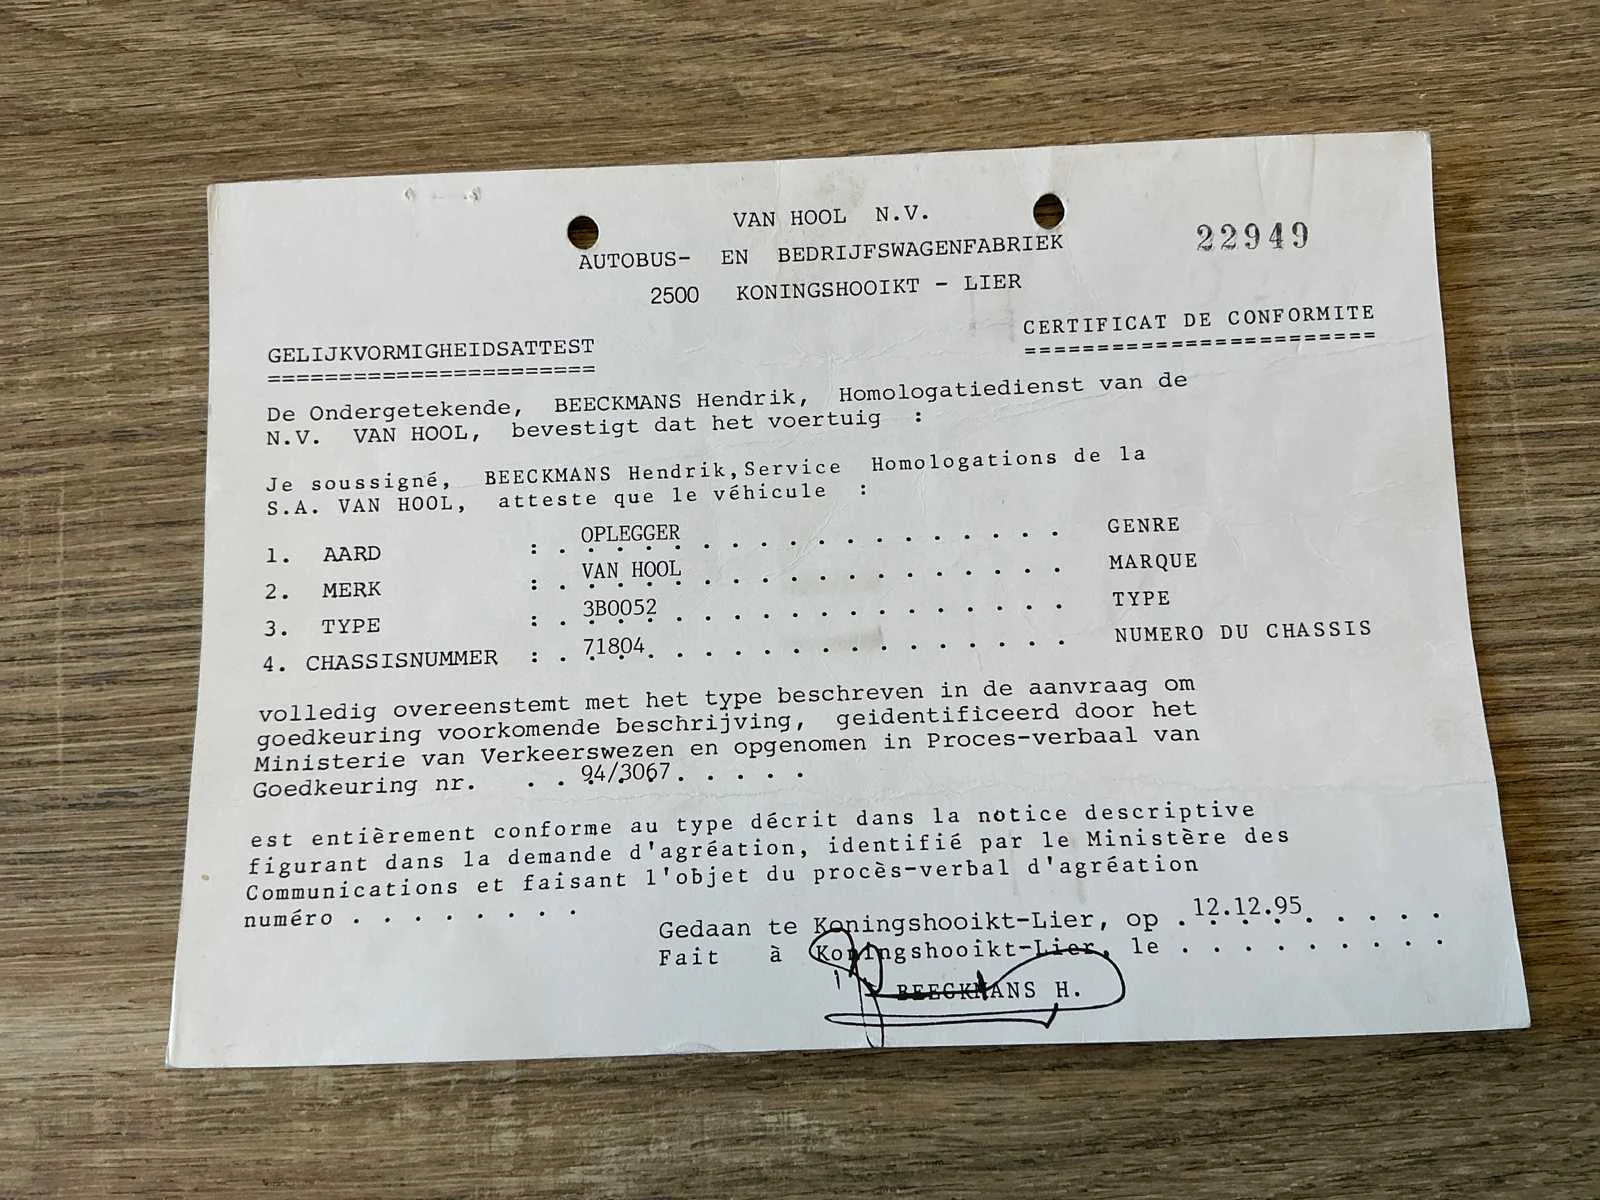 VAN HOOL N.V.
AUTOBUS- EN BEDRIJFSWAGENFABRIEK
22949
2500 KONINGSHOOIKT - LIER
GELIJKVORMIGHEIDSATTEST
=======================
CERTIFICAT DE CONFORMITE
========================
De Ondergetekende, BEECKMANS Hendrik, Homologatiedienst van de
N.V. VAN HOOL, bevestigt dat het voertuig :
Je soussigné, BEECKMANS Hendrik, Service Homologations de la
S.A. VAN HOOL, atteste que le véhicule :
1. AARD : . OPLEGGER . . . . . . . . . . . GENRE
2. MERK : . VAN HOOL . . . . . . . . . . . MARQUE
3. TYPE : . 3B0052 . . . . . . . . . . . . TYPE
4. CHASSISNUMMER : . 71804. . . . . . . . . . . . . NUMERO DU CHASSIS
volledig overeenstemt met het type beschreven in de aanvraag om
goedkeuring voorkomende beschrijving, geidentificeerd door het
Ministerie van Verkeerswezen en opgenomen in Proces-verbaal van
Goedkeuring nr. . . 94/3067. . . . .
est entièrement conforme au type décrit dans la notice descriptive
figurant dans la demande d'agréation, identifié par le Ministère des
Communications et faisant l'objet du procès-verbal d'agréation
numéro . . . . . . . .
Gedaan te Koningshooikt-Lier, op . 12.12.95. . . . .
Fait à Koningshooikt-Lier, le . . . . . . . . .
BEECKMANS H.